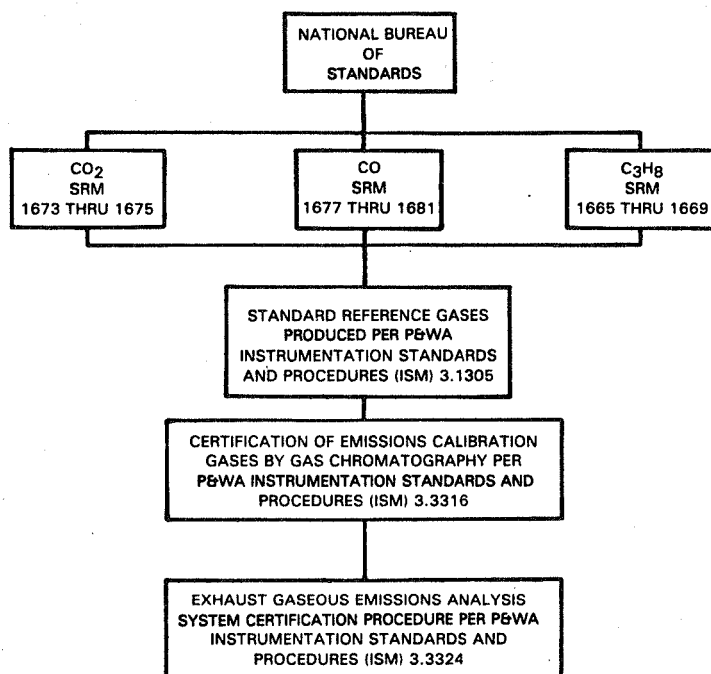 NATIONAL BUREAU
OF
STANDARDS
CO2
SRM
1673 THRU 1675
CO
SRM
1677 THRU 1681
C3H8
SRM
1665 THRU 1669
STANDARD REFERENCE GASES
PRODUCED PER P&WA
INSTRUMENTATION STANDARDS
AND PROCEDURES (ISM) 3.1305
CERTIFICATION OF EMISSIONS CALIBRATION
GASES BY GAS CHROMATOGRAPHY PER
P&WA INSTRUMENTATION STANDARDS AND
PROCEDURES (ISM) 3.3316
EXHAUST GASEOUS EMISSIONS ANALYSIS
SYSTEM CERTIFICATION PROCEDURE PER P&WA
INSTRUMENTATION STANDARDS AND
PROCEDURES (ISM) 3.3324